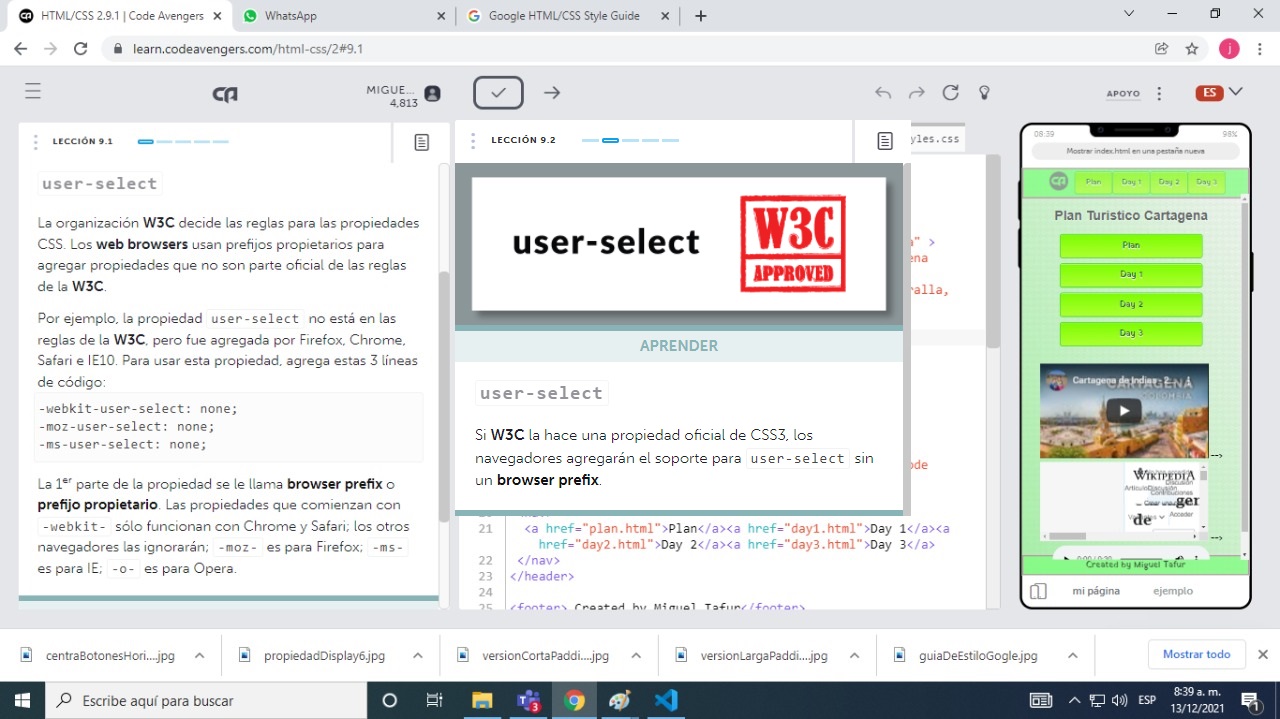 HTML/CSS 2.9.1 | Code Avengers
WhatsApp
Google HTML/CSS Style Guide
learn.codeavengers.com/html-css/2#9.1
j
MIGUE...
4,813
APOYO
ES
LECCIÓN 9.1
user-select
La organización W3C decide las reglas para las propiedades
CSS. Los web browsers usan prefijos propietarios para
agregar propiedades que no son parte oficial de las reglas
de la W3C.
Por ejemplo, la propiedad user-select no está en las
reglas de la W3C, pero fue agregada por Firefox, Chrome,
Safari e IE10. Para usar esta propiedad, agrega estas 3 líneas
de código:
-webkit-user-select: none;
-moz-user-select: none;
-ms-user-select: none;
La 1er parte de la propiedad se le llama browser prefix o
prefijo propietario. Las propiedades que comienzan con
-webkit- sólo funcionan con Chrome y Safari; los otros
navegadores las ignorarán; -moz- es para Firefox; -ms-
es para IE; -o- es para Opera.
LECCIÓN 9.2
user-select
W3C
APPROVED
APRENDER
user-select
Si W3C la hace una propiedad oficial de CSS3, los
navegadores agregarán el soporte para user-select sin
un browser prefix.
yles.css
a" >
ena
ralla,
ode
21 <a href="plan.html">Plan</a><a href="day1.html">Day 1</a><a
href="day2.html">Day 2</a><a href="day3.html">Day 3</a>
22 </nav>
23 </header>
24
25 <footer> Created by Miguel Tafur</footer>
08:39
98%
Mostrar index.html en una pestaña nueva
Plan Day 1 Day 2 Day 3
Plan Turistico Cartagena
Plan
Day 1
Day 2
Day 3
Cartagena de Indias - 2...
CARTAGENA
COLOMBIA
-->
WIKIPEDIA
Discusión
ArtículoDiscusión
Contribuciones
Crear una
ger
Acceder
de
-->
0:00 / 0:30
Created by Miguel Tafur
mi página
ejemplo
centraBotonesHori....jpg
propiedadDisplay6.jpg
versionCortaPaddi....jpg
versionLargaPaddi....jpg
guiaDeEstiloGogle.jpg
Mostrar todo
Escribe aquí para buscar
3
ESP
8:39 a. m.
13/12/2021
1